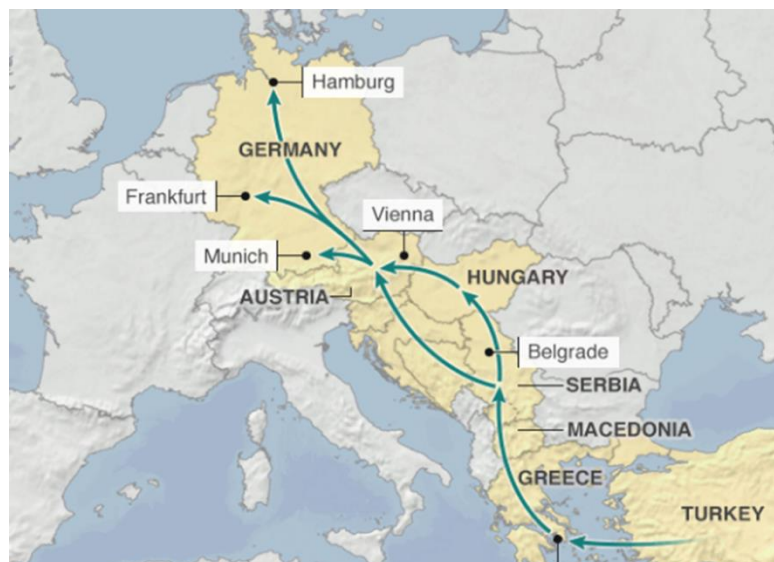 Hamburg
GERMANY
Frankfurt
Vienna
Munich
HUNGARY
AUSTRIA
Belgrade
SERBIA
MACEDONIA
GREECE
TURKEY